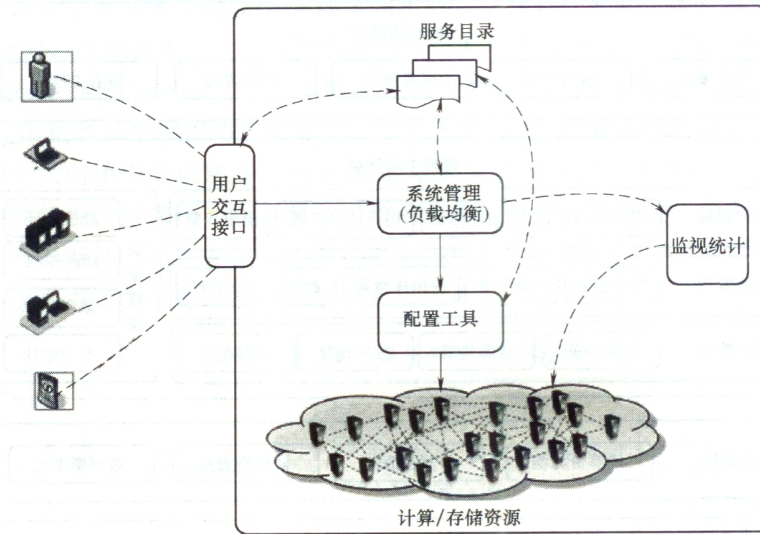 服务目录
用户
交互
接口
系统管理
(负载均衡)
监视统计
配置工具
计算/存储资源